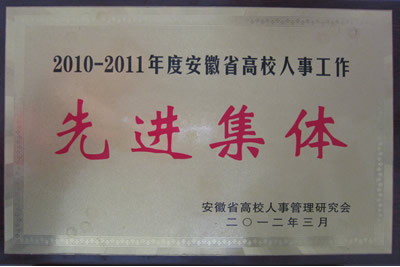 2010-2011年度安徽省高校人事工作
先进集体
安徽省高校人事管理研究会
二〇一二年三月